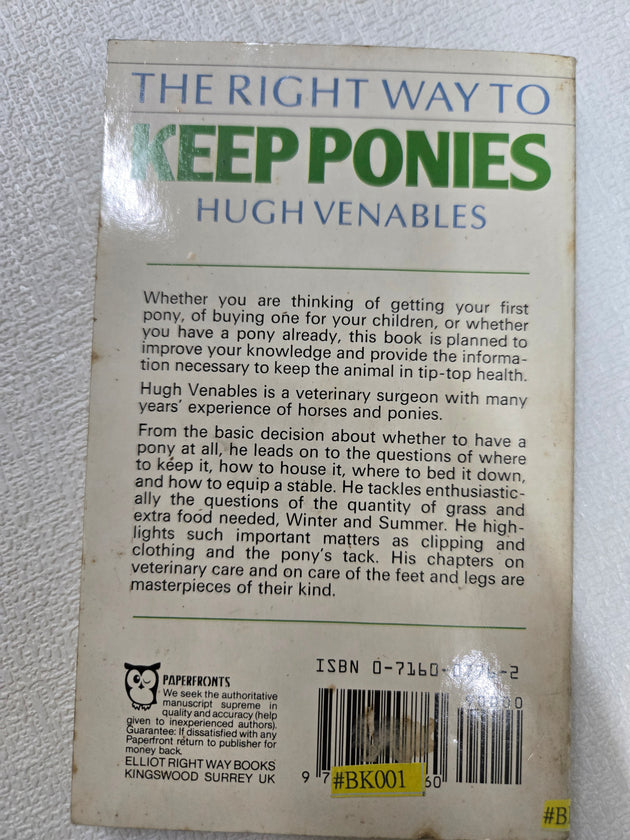 THE RIGHT WAY TO
KEEP PONIES
HUGH VENABLES
Whether you are thinking of getting your first
pony, of buying one for your children, or whether
you have a pony already, this book is planned to
improve your knowledge and provide the informa-
tion necessary to keep the animal in tip-top health.
Hugh Venables is a veterinary surgeon with many
years' experience of horses and ponies.
From the basic decision about whether to have a
pony at all, he leads on to the questions of where
to keep it, how to house it, where to bed it down,
and how to equip a stable. He tackles enthusiastic-
ally the questions of the quantity of grass and
extra food needed, Winter and Summer. He high-
lights such important matters as clipping and
clothing and the pony's tack. His chapters on
veterinary care and on care of the feet and legs are
masterpieces of their kind.
ISBN 0-7160-
PAPERFRONTS
We seek the authoritative
manuscript supreme in
quality and accuracy (help
given to inexperienced authors).
Guarantee: If dissatisfied with any
Paperfront return to publisher for
money back.
ELLIOT RIGHT WAY BOOKS
KINGSWOOD SURREY UK
9 7
60
#BK001
#B